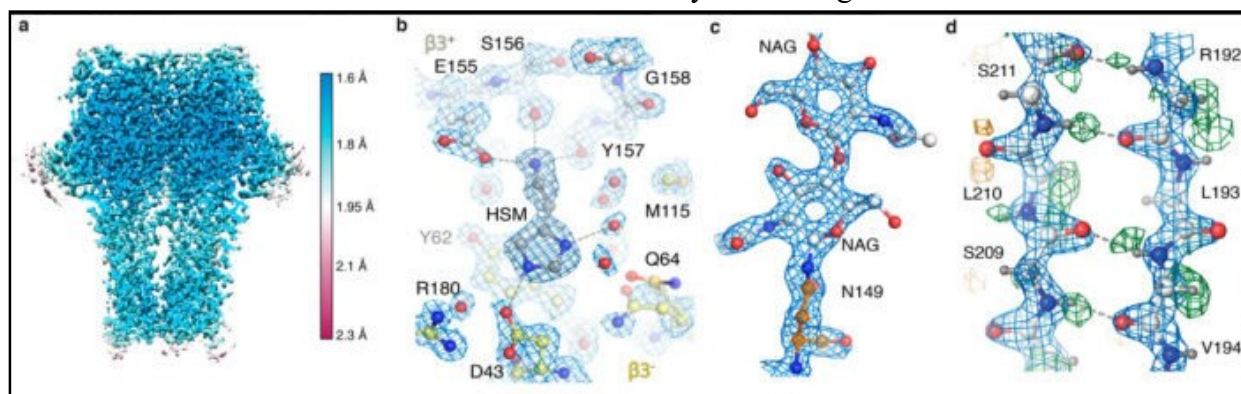 a
1.6 Å
1.8 Å
1.95 Å
2.1 Å
2.3 Å
b
β3⁺
S156
E155
G158
Y157
HSM
M115
Y62
Q64
R180
D43
β3⁻
c
NAG
NAG
N149
d
S211
R192
L210
L193
S209
V194